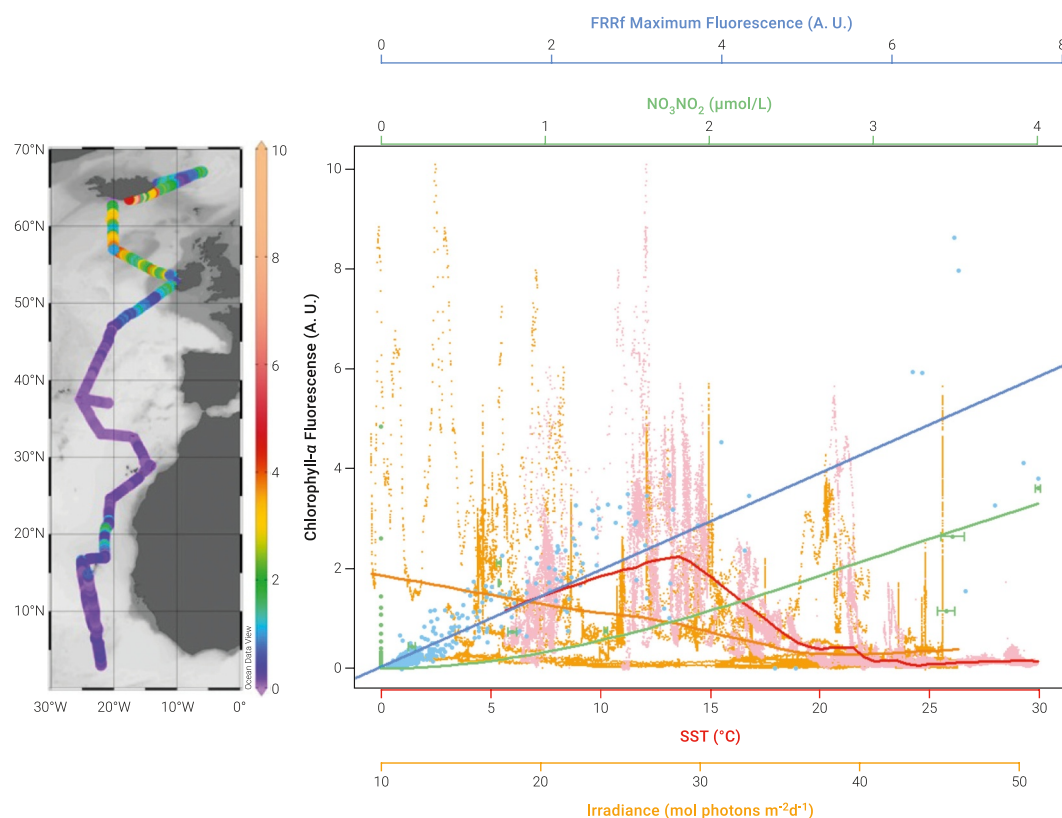 FRRf Maximum Fluorescence (A. U.)
0 2 4 6 8
NO3NO2 (µmol/L)
0 1 2 3 4
70°N
60°N
50°N
40°N
30°N
20°N
10°N
30°W 20°W 10°W 0°
Ocean Data View
10
8
6
4
2
0
Chlorophyll-α Fluorescense (A. U.)
10
8
6
4
2
0
0 5 10 15 20 25 30
SST (°C)
10 20 30 40 50
Irradiance (mol photons m-2d-1)